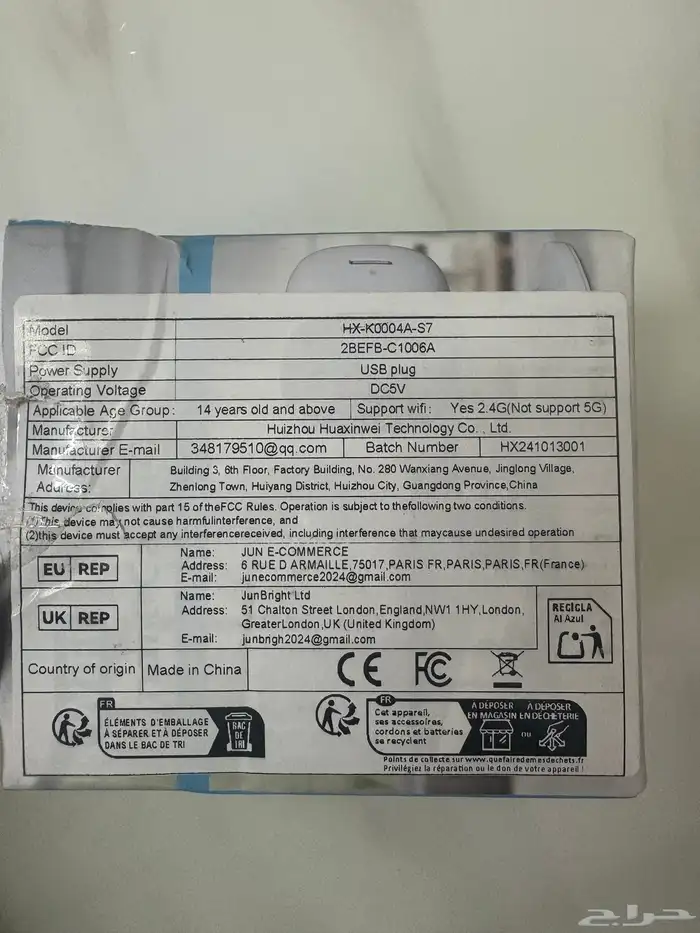 Model HX-K0004A-S7
FCC ID 2BEFB-C1006A
Power Supply USB plug
Operating Voltage DC5V
Applicable Age Group: 14 years old and above Support wifi: Yes 2.4G(Not support 5G)
Manufacturer Huizhou Huaxinwei Technology Co., Ltd.
Manufacturer E-mail 348179510@qq.com Batch Number HX241013001
Manufacturer Address: Building 3, 6th Floor, Factory Building, No. 280 Wanxiang Avenue, Jinglong Village,
Zhenlong Town, Huiyang District, Huizhou City, Guangdong Province,China
This device complies with part 15 of theFCC Rules. Operation is subject to thefollowing two conditions.
(1)This device may not cause harmfulinterference, and
(2)this device must accept any interferencereceived, including interference that maycause undesired operation
EU REP
Name: JUN E-COMMERCE
Address: 6 RUE D ARMAILLE,75017,PARIS FR,PARIS,PARIS,FR(France)
E-mail: junecommerce2024@gmail.com
UK REP
Name: JunBright Ltd
Address: 51 Chalton Street London,England,NW1 1HY,London,
GreaterLondon,UK (United Kingdom)
E-mail: junbrigh2024@gmail.com
RECICLA
Al Azul
Country of origin Made in China
CE FC
FR
ÉLÉMENTS D'EMBALLAGE
À SÉPARER ET À DÉPOSER
DANS LE BAC DE TRI
BAC
DE
TRI
FR
Cet appareil,
ses accessoires,
cordons et batteries
se recyclent
À DÉPOSER
EN MAGASIN
OU
À DÉPOSER
EN DÉCHÈTERIE
Points de collecte sur www.quefairedemesdechets.fr
Privilégiez la réparation ou le don de votre appareil !
حراج